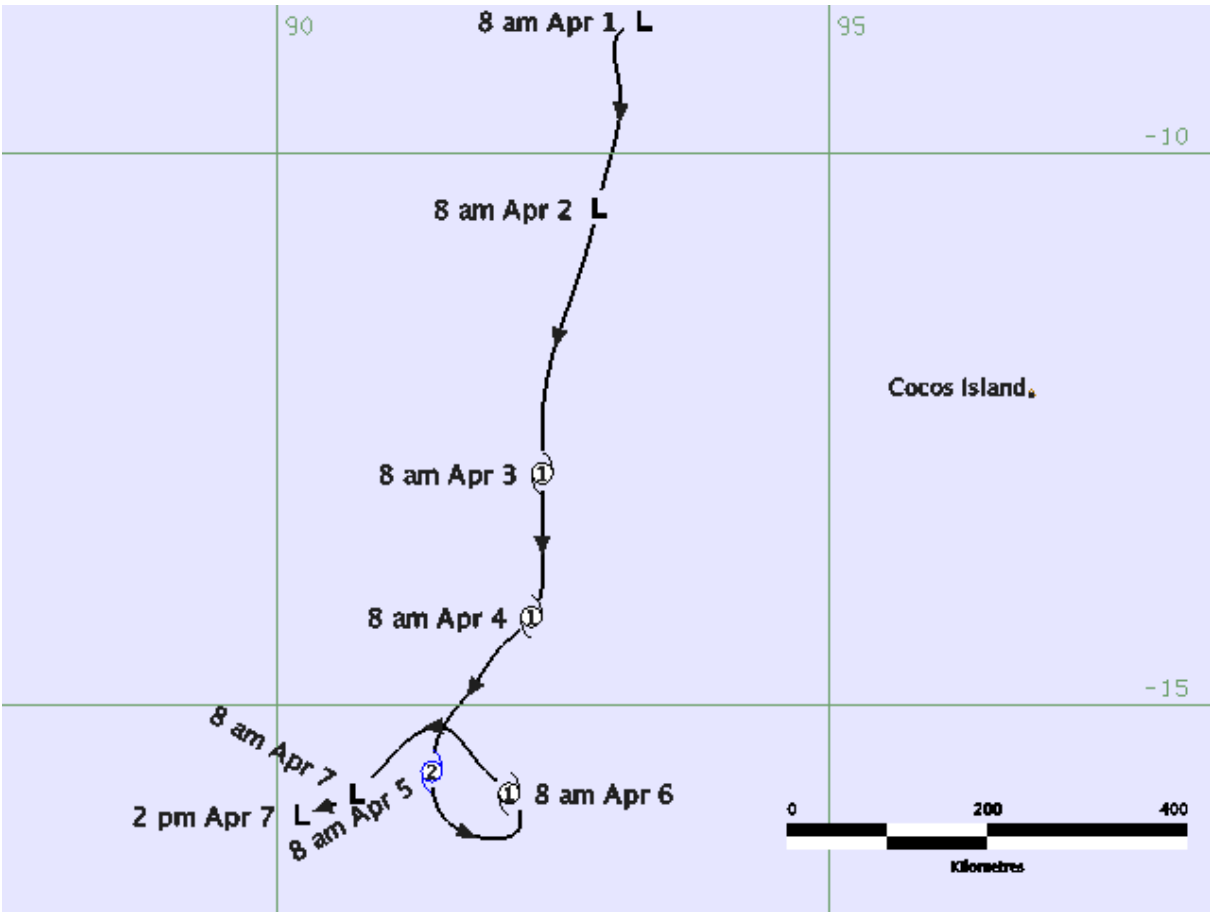 8 am Apr 1 L
90
95
-10
8 am Apr 2 L
Cocos Island
8 am Apr 3 1
8 am Apr 4 1
-15
8 am Apr 7 L
8 am Apr 5 2
1 8 am Apr 6
2 pm Apr 7 L
0 200 400
Kilometres